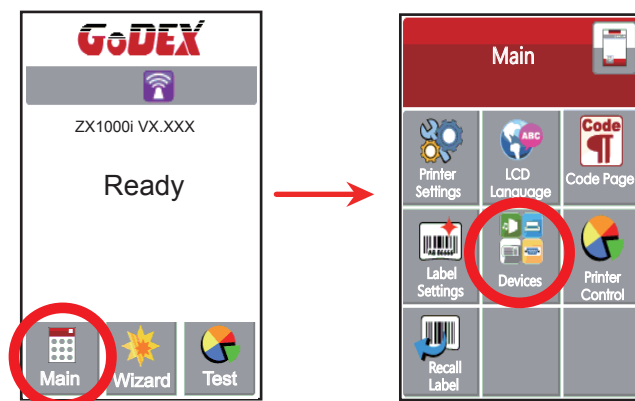 GoDEX
ZX1000i VX.XXX
Ready
Main
Wizard
Test
Main
Printer
Settings
ABC
LCD
Language
Code
Code Page
Label
Settings
Devices
Printer
Control
Recall
Label